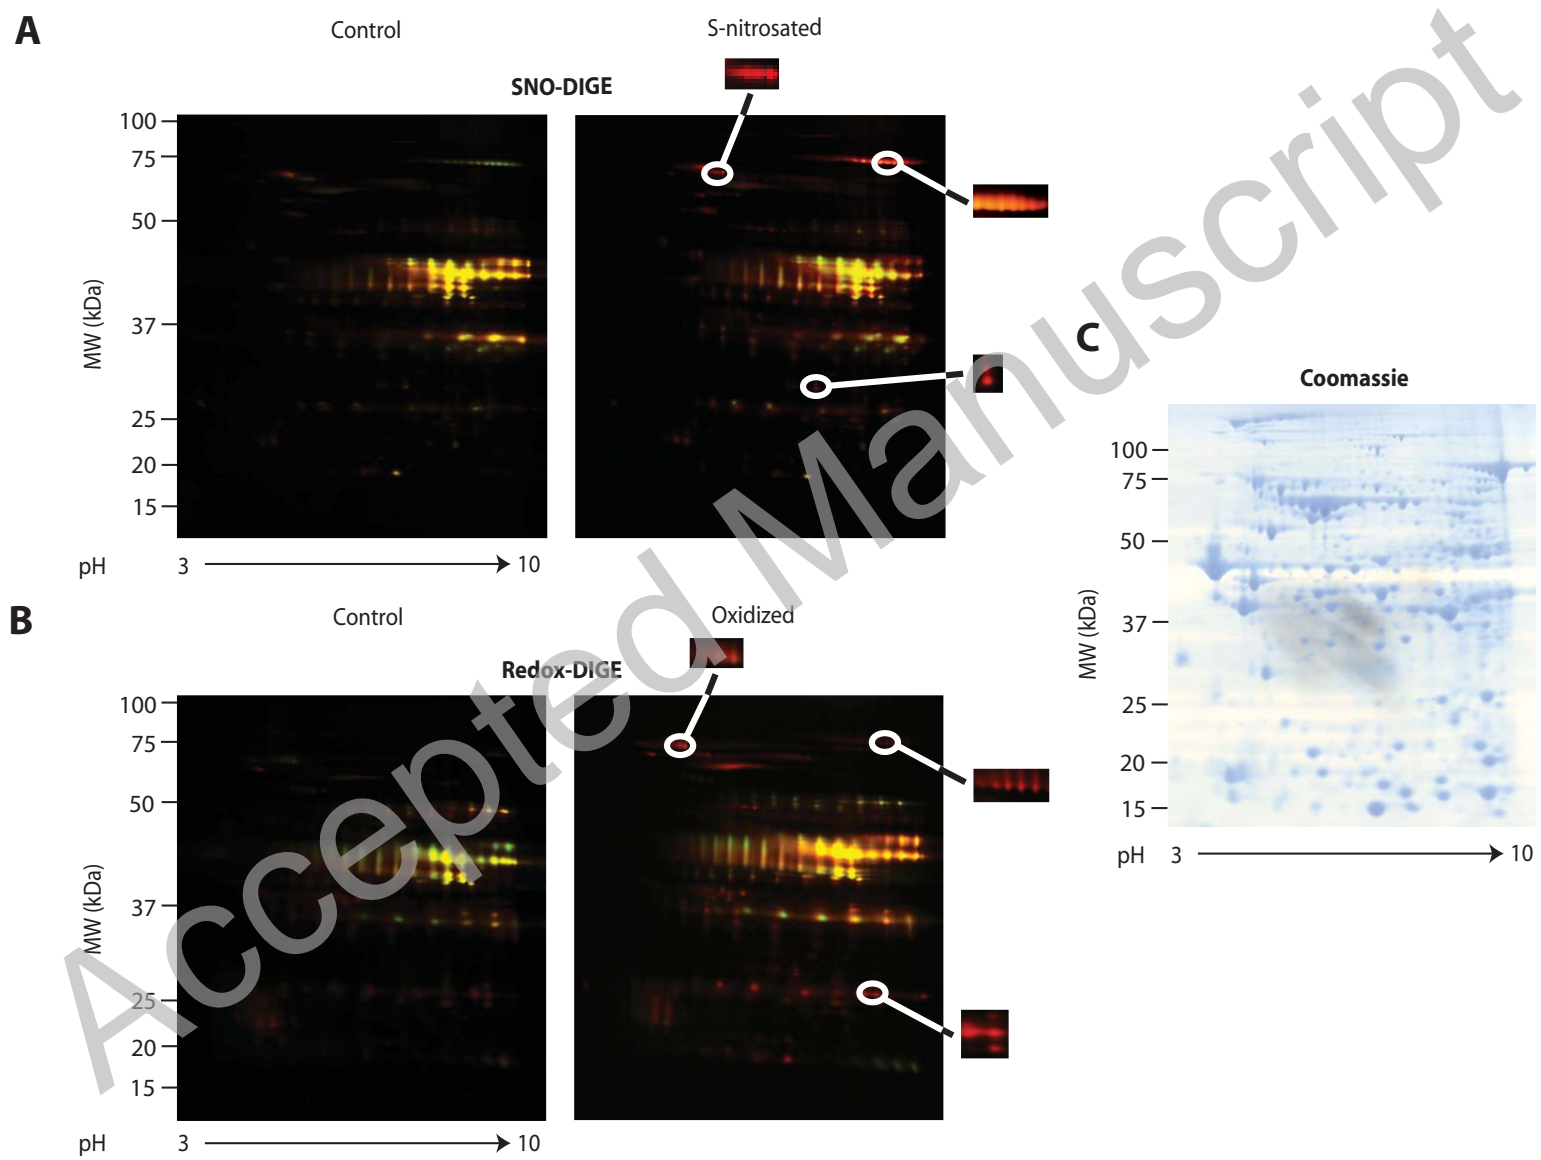 A
Control
S-nitrosated
SNO-DIGE
100
75
50
37
25
20
15
MW (kDa)
pH 3 10
B
Control
Oxidized
Redox-DIGE
100
75
50
37
25
20
15
MW (kDa)
pH 3 10
C
Coomassie
100
75
50
37
25
20
15
MW (kDa)
pH 3 10
Accepted Manuscript